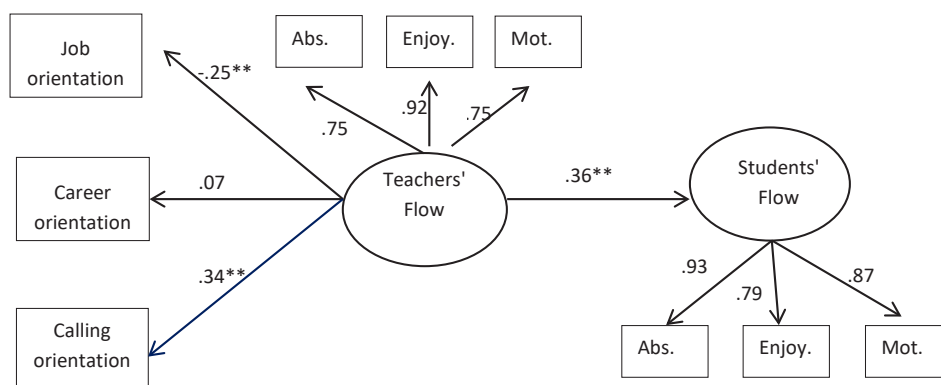 Job
orientation
Abs.
Enjoy.
Mot.
-.25**
.75
.92
.75
Career
orientation
.07
Teachers'
Flow
.36**
Students'
Flow
.34**
.93
.79
.87
Calling
orientation
Abs.
Enjoy.
Mot.